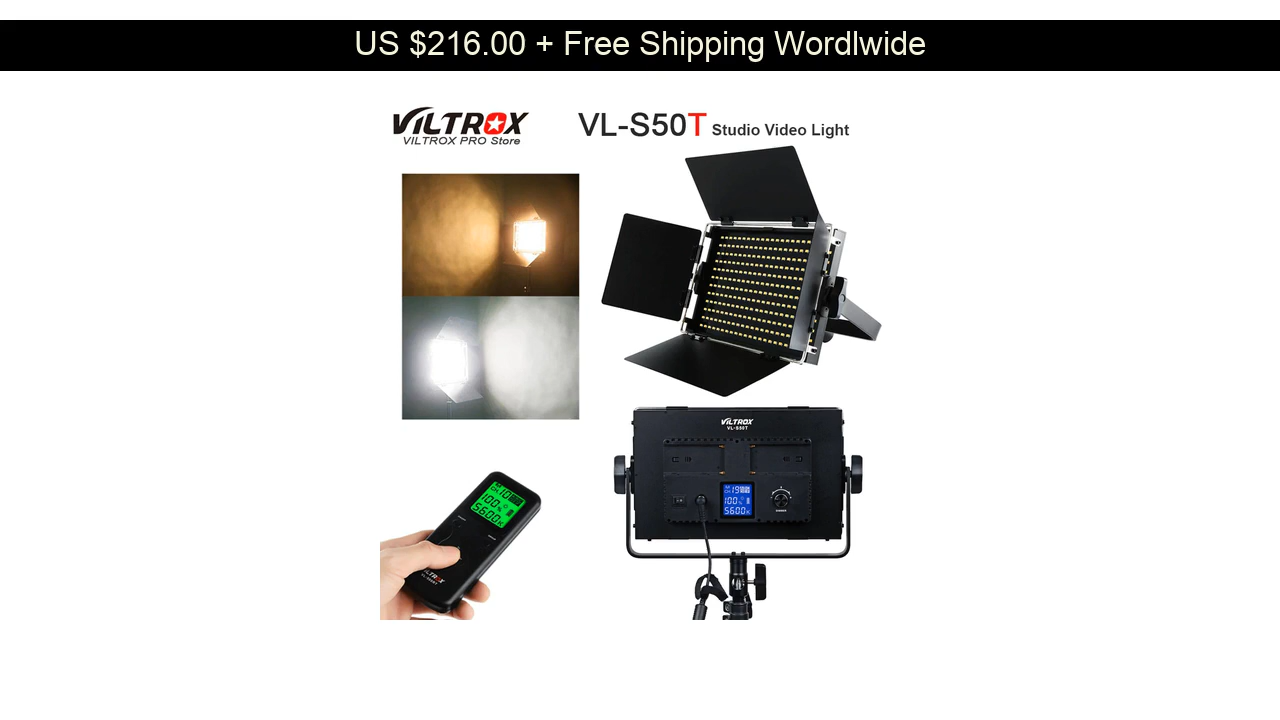 US $216.00 + Free Shipping Wordlwide
VILTROX
VILTROX PRO Store
VL-S50T Studio Video Light
VILTROX
VL-S50T
100%
5600K
100%
5600K
VILTROX